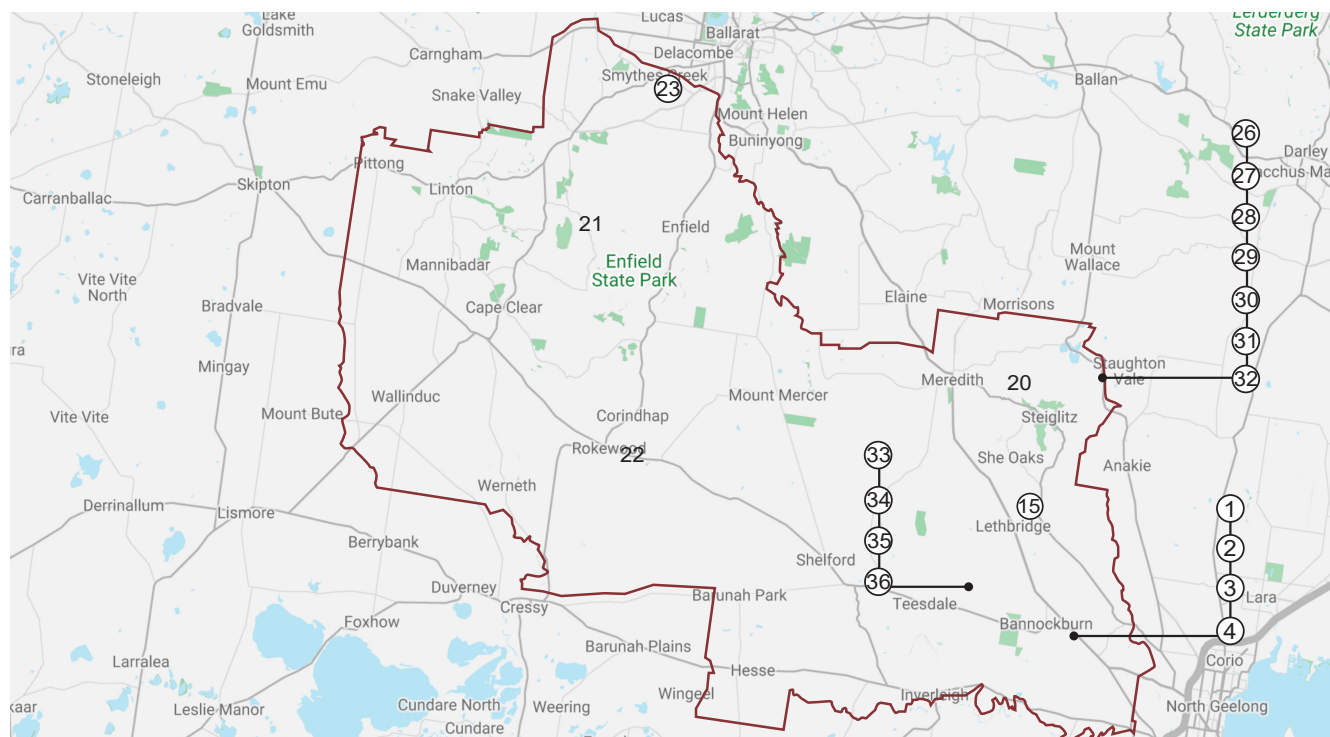 Lake
Goldsmith
Lucas
Ballarat
Lerderderg
State Park
Carngham
Delacombe
Stoneleigh
Mount Emu
Smythes Creek
23
Ballan
Snake Valley
Mount Helen
26
Buninyong
Darley
Pittong
27
acchus Ma
Skipton
Linton
Carranballac
28
21
Enfield
Mount
Wallace
29
Mannibadar
Enfield
State Park
Vite Vite
North
30
Bradvale
Cape Clear
Elaine
Morrisons
31
ra
Mingay
Staughton
Vale
32
Meredith
20
Wallinduc
Mount Mercer
Vite Vite
Mount Bute
Corindhap
Steiglitz
Rokewood
22
33
She Oaks
Anakie
Werneth
34
15
1
Derrinallum
Lismore
Lethbridge
35
2
Berrybank
Shelford
36
Duverney
3
Barunah Park
Lara
Cressy
Teesdale
Foxhow
Bannockburn
4
Barunah Plains
Larralea
Hesse
Corio
Wingeel
Inverleigh
kaar
Leslie Manor
Cundare North
Weering
North Geelong
Cundare